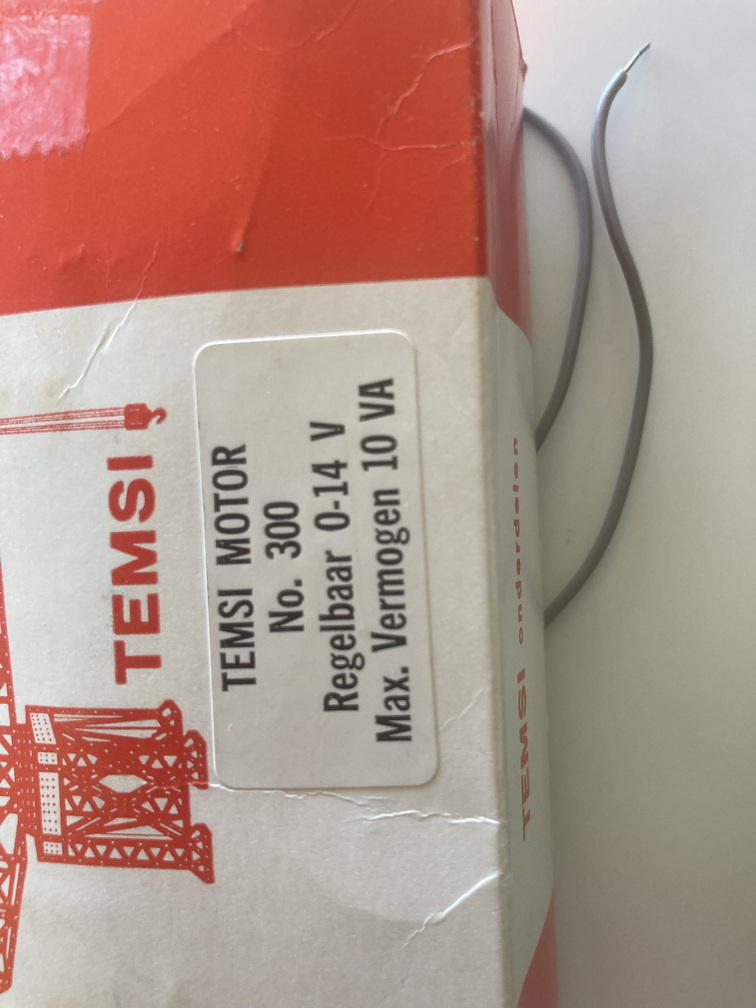 TEMSI
TEMSI MOTOR
No. 300
Regelbaar 0-14 V
Max. Vermogen 10 VA
TEMSI onderdelen